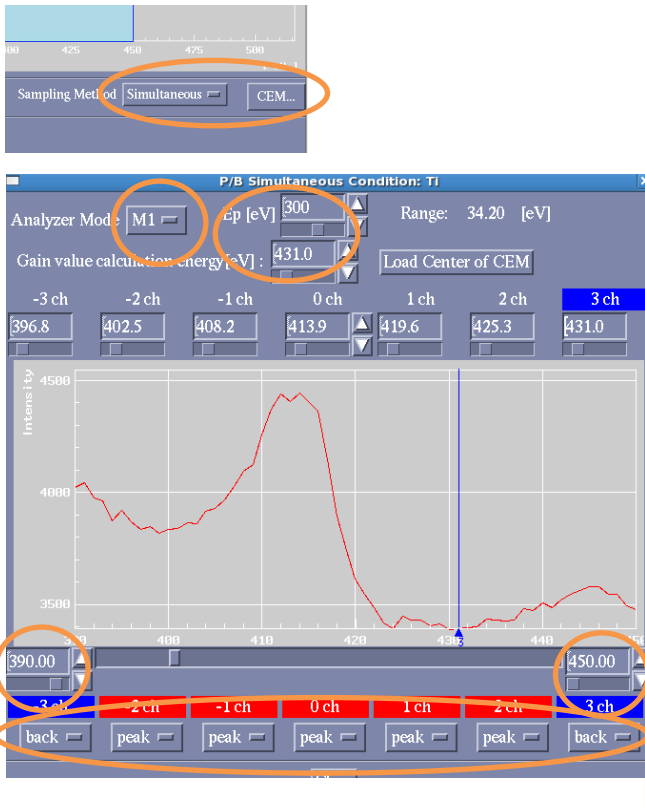 425 450 475 500
Sampling Method Simultaneous CEM...
P/B Simultaneous Condition: Ti
Analyzer Mode M1 Ep [eV] 300 Range: 34.20 [eV]
Gain value calculation energy[eV] : 431.0 Load Center of CEM
-3 ch -2 ch -1 ch 0 ch 1 ch 2 ch 3 ch
396.8 402.5 408.2 413.9 419.6 425.3 431.0
Intensity
4500
4000
3500
400 410 420 430 440
3
390.00 450.00
-3 ch -2 ch -1 ch 0 ch 1 ch 2 ch 3 ch
back peak peak peak peak peak back